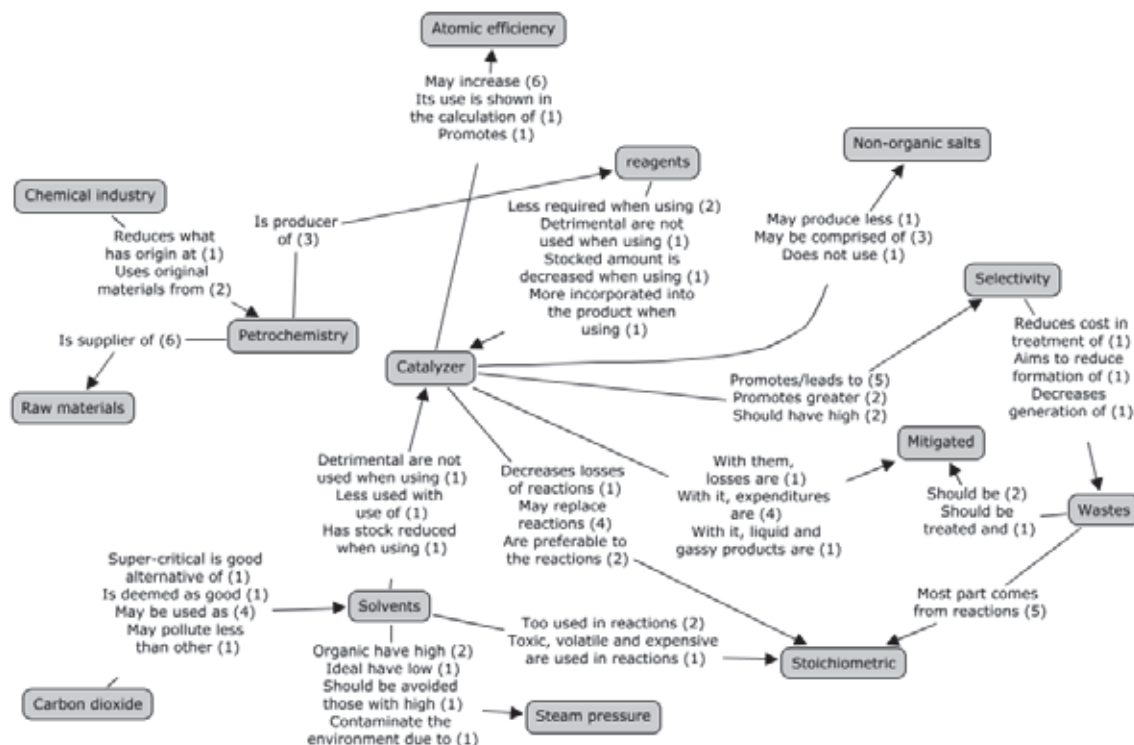 Atomic efficiency
May increase (6)
Its use is shown in
the calculation of (1)
Promotes (1)
Non-organic salts
reagents
Chemical industry
Is producer
of (3)
Less required when using (2)
Detrimental are not
used when using (1)
Stocked amount is
decreased when using (1)
More incorporated into
the product when
using (1)
May produce less (1)
May be comprised of (3)
Does not use (1)
Reduces what
has origin at (1)
Uses original
materials from (2)
Selectivity
Petrochemistry
Is supplier of (6)
Raw materials
Catalyzer
Reduces cost in
treatment of (1)
Aims to reduce
formation of (1)
Decreases
generation of (1)
Promotes/leads to (5)
Promotes greater (2)
Should have high (2)
Mitigated
Detrimental are not
used when using (1)
Less used with
use of (1)
Has stock reduced
when using (1)
Decreases losses
of reactions (1)
May replace
reactions (4)
Are preferable to
the reactions (2)
With them,
losses are (1)
With it, expenditures
are (4)
With it, liquid and
gassy products are (1)
Should be (2)
Should be
treated and (1)
Wastes
Super-critical is good
alternative of (1)
Is deemed as good (1)
May be used as (4)
May pollute less
than other (1)
Solvents
Most part comes
from reactions (5)
Too used in reactions (2)
Toxic, volatile and expensive
are used in reactions (1)
Stoichiometric
Organic have high (2)
Ideal have low (1)
Should be avoided
those with high (1)
Contaminate the
environment due to (1)
Carbon dioxide
Steam pressure